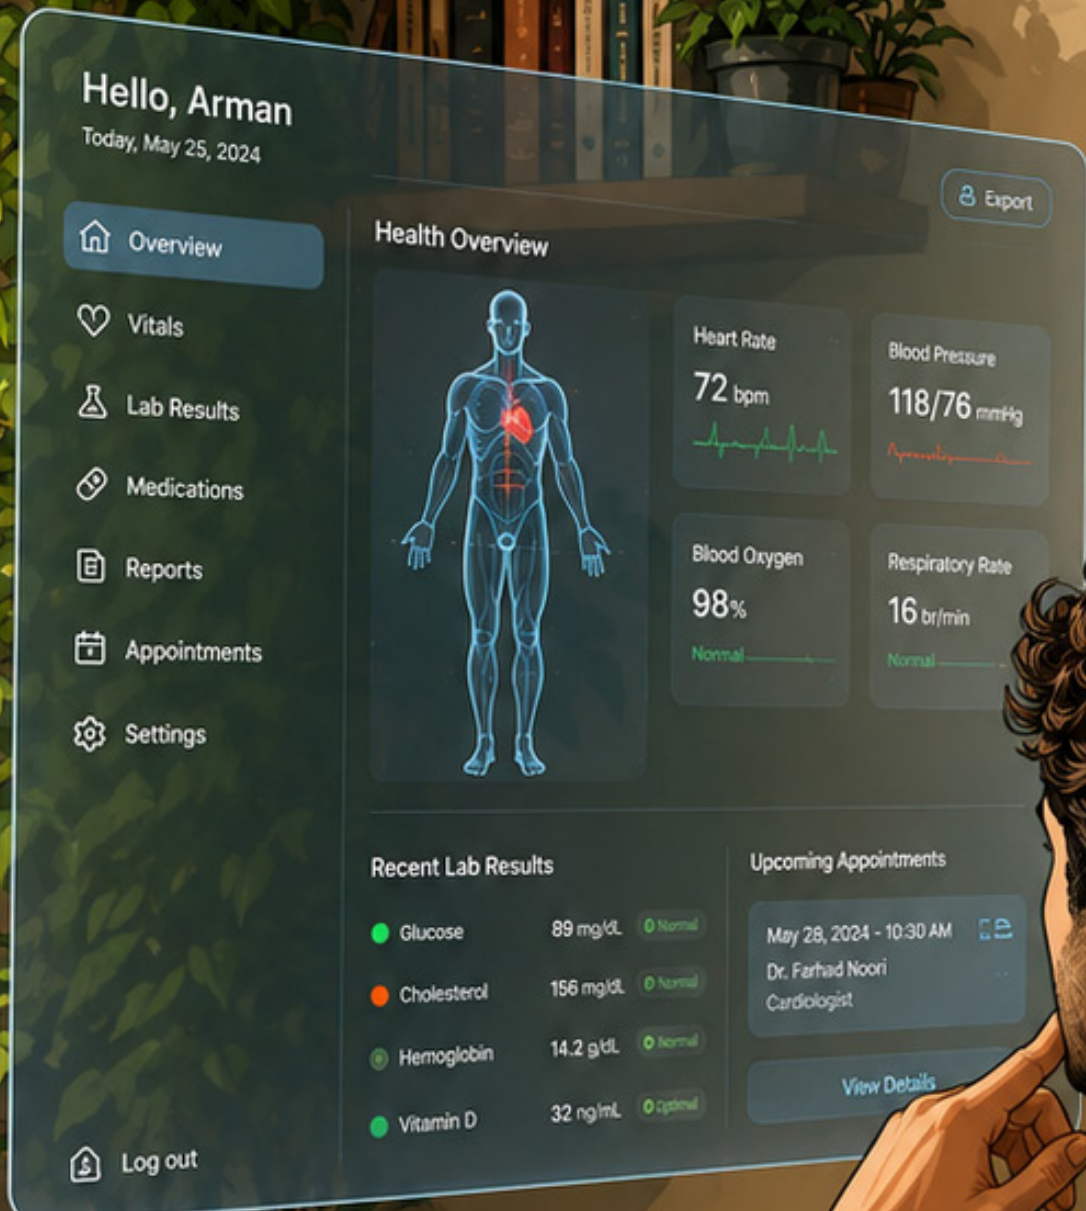 Hello, Arman
Today, May 25, 2024
Export
Overview
Vitals
Lab Results
Medications
Reports
Appointments
Settings
Log out
Health Overview
Heart Rate
72 bpm
Blood Pressure
118/76 mmHg
Blood Oxygen
98%
Normal
Respiratory Rate
16 br/min
Normal
Recent Lab Results
Glucose 89 mg/dL Normal
Cholesterol 156 mg/dL Normal
Hemoglobin 14.2 g/dL Normal
Vitamin D 32 ng/mL Optimal
Upcoming Appointments
May 28, 2024 - 10:30 AM
Dr. Farhad Noori
Cardiologist
View Details